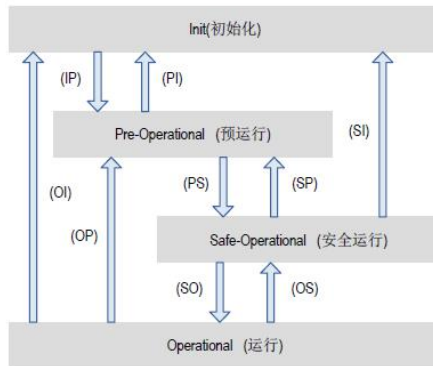 Init(初始化)
(IP)
(PI)
Pre-Operational (预运行)
(SI)
(PS)
(SP)
(OI)
(OP)
Safe-Operational (安全运行)
(SO)
(OS)
Operational (运行)